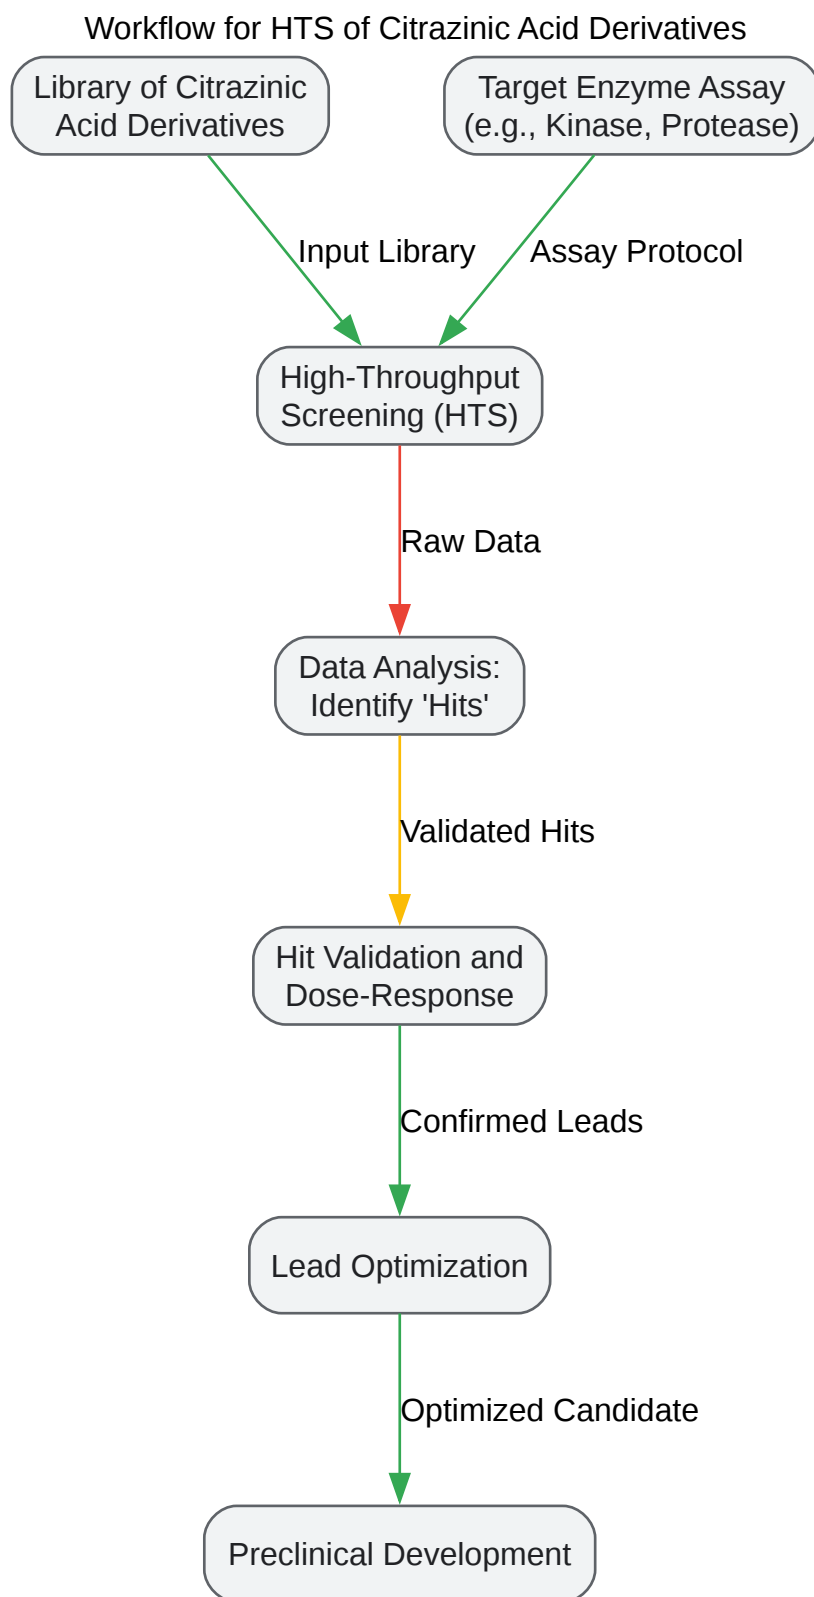 Workflow for HTS of Citrazinic Acid Derivatives
Library of Citrazinic
Acid Derivatives
Target Enzyme Assay
(e.g., Kinase, Protease)
Input Library
Assay Protocol
High-Throughput
Screening (HTS)
Raw Data
Data Analysis:
Identify 'Hits'
Validated Hits
Hit Validation and
Dose-Response
Confirmed Leads
Lead Optimization
Optimized Candidate
Preclinical Development